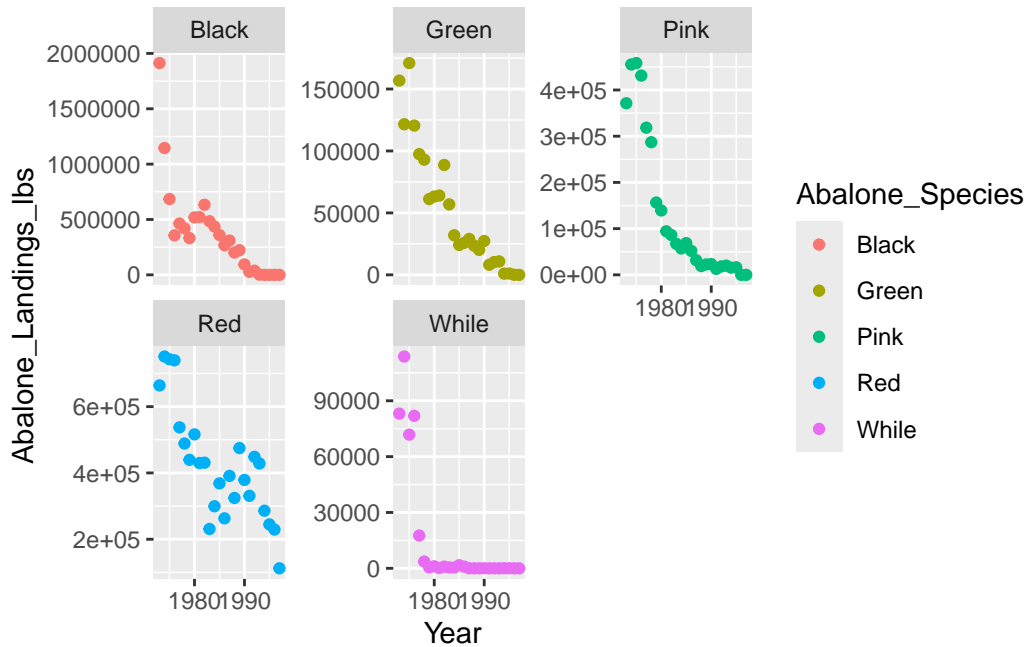 Black
Green
Pink
2000000
1500000
1000000
500000
0
150000
100000
50000
0
4e+05
3e+05
2e+05
1e+05
0e+00
1980
1990
Red
While
6e+05
4e+05
2e+05
90000
60000
30000
0
1980
1990
1980
1990
Year
Abalone_Landings_lbs
Abalone_Species
Black
Green
Pink
Red
While